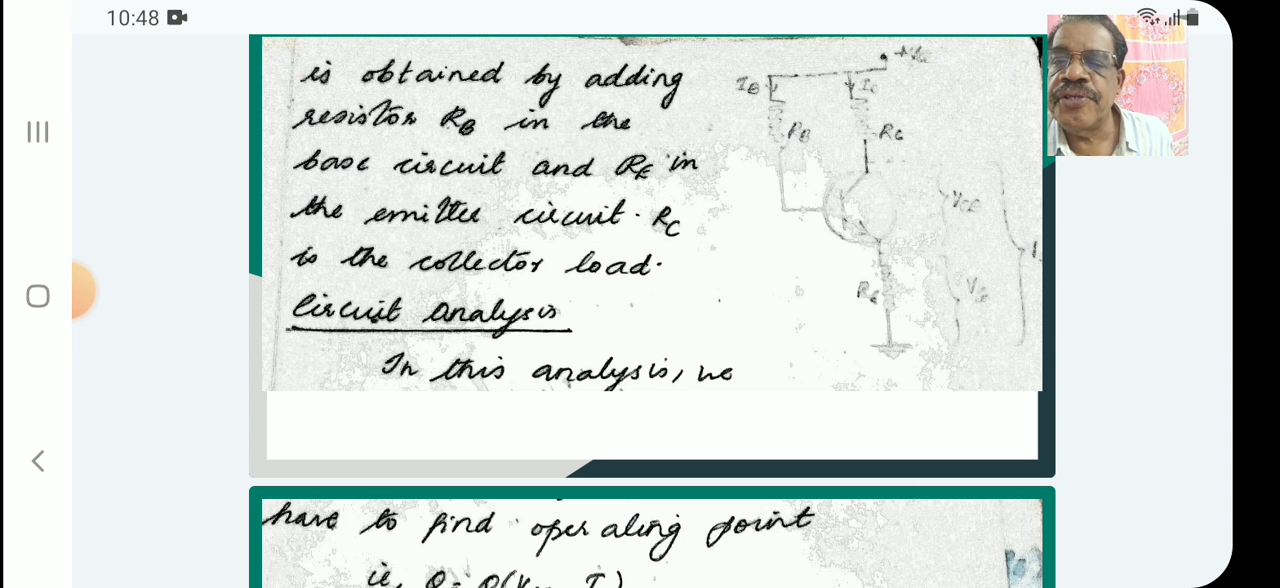 10:48
is obtained by adding
resistor RB in the
base circuit and RE in
the emitter circuit. RC
is the collector load.
Circuit analysis
In this analysis, we
IB
IC
RB
RC
VCE
RE
VE
have to find operating point
ie, Q = Q(V